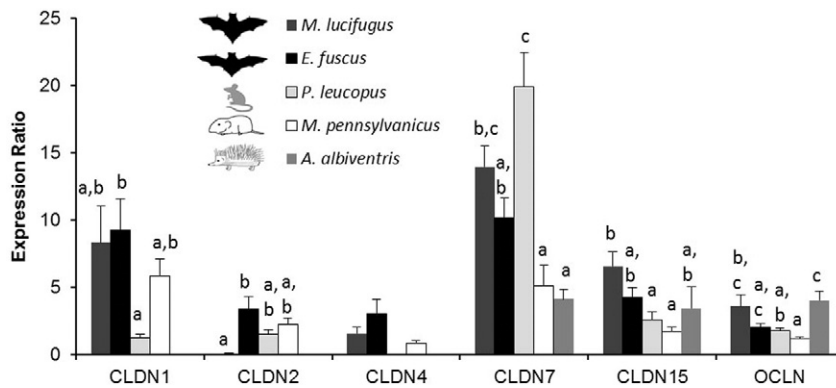 25
20
15
10
5
0
Expression Ratio
M. lucifugus
E. fuscus
P. leucopus
M. pennsylvanicus
A. albiventris
a,b
b
a
a,b
a
b
a,
b
a,
b
b,c
a,
b
c
a
a
b
a,
b
a
a
a,
b
b,
c
a,
c
a,
b
a
c
CLDN1
CLDN2
CLDN4
CLDN7
CLDN15
OCLN